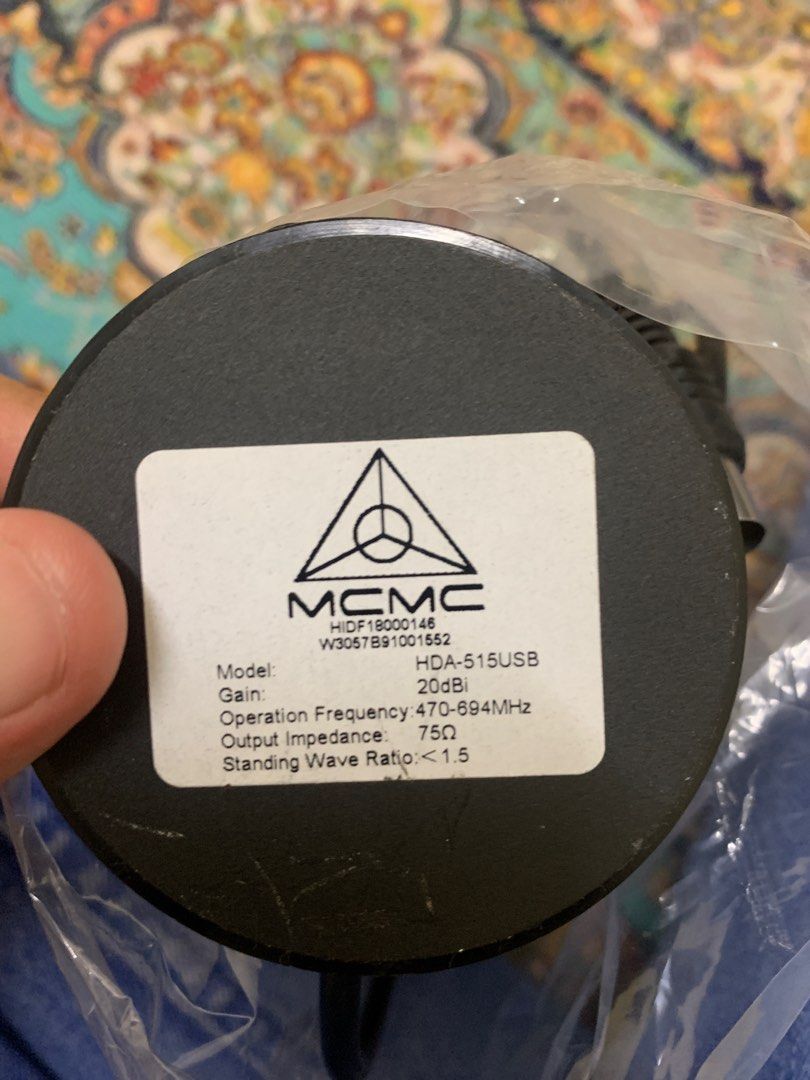 MCMC
HIDF18000146
W3057B91001552
Model: HDA-515USB
Gain: 20dBi
Operation Frequency:470-694MHz
Output Impedance: 75Ω
Standing Wave Ratio:<1.5